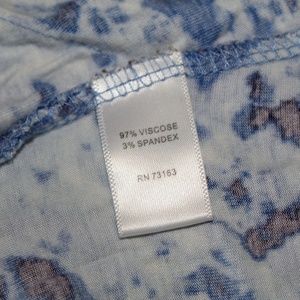 97% VISCOSE
3% SPANDEX
RN 73163